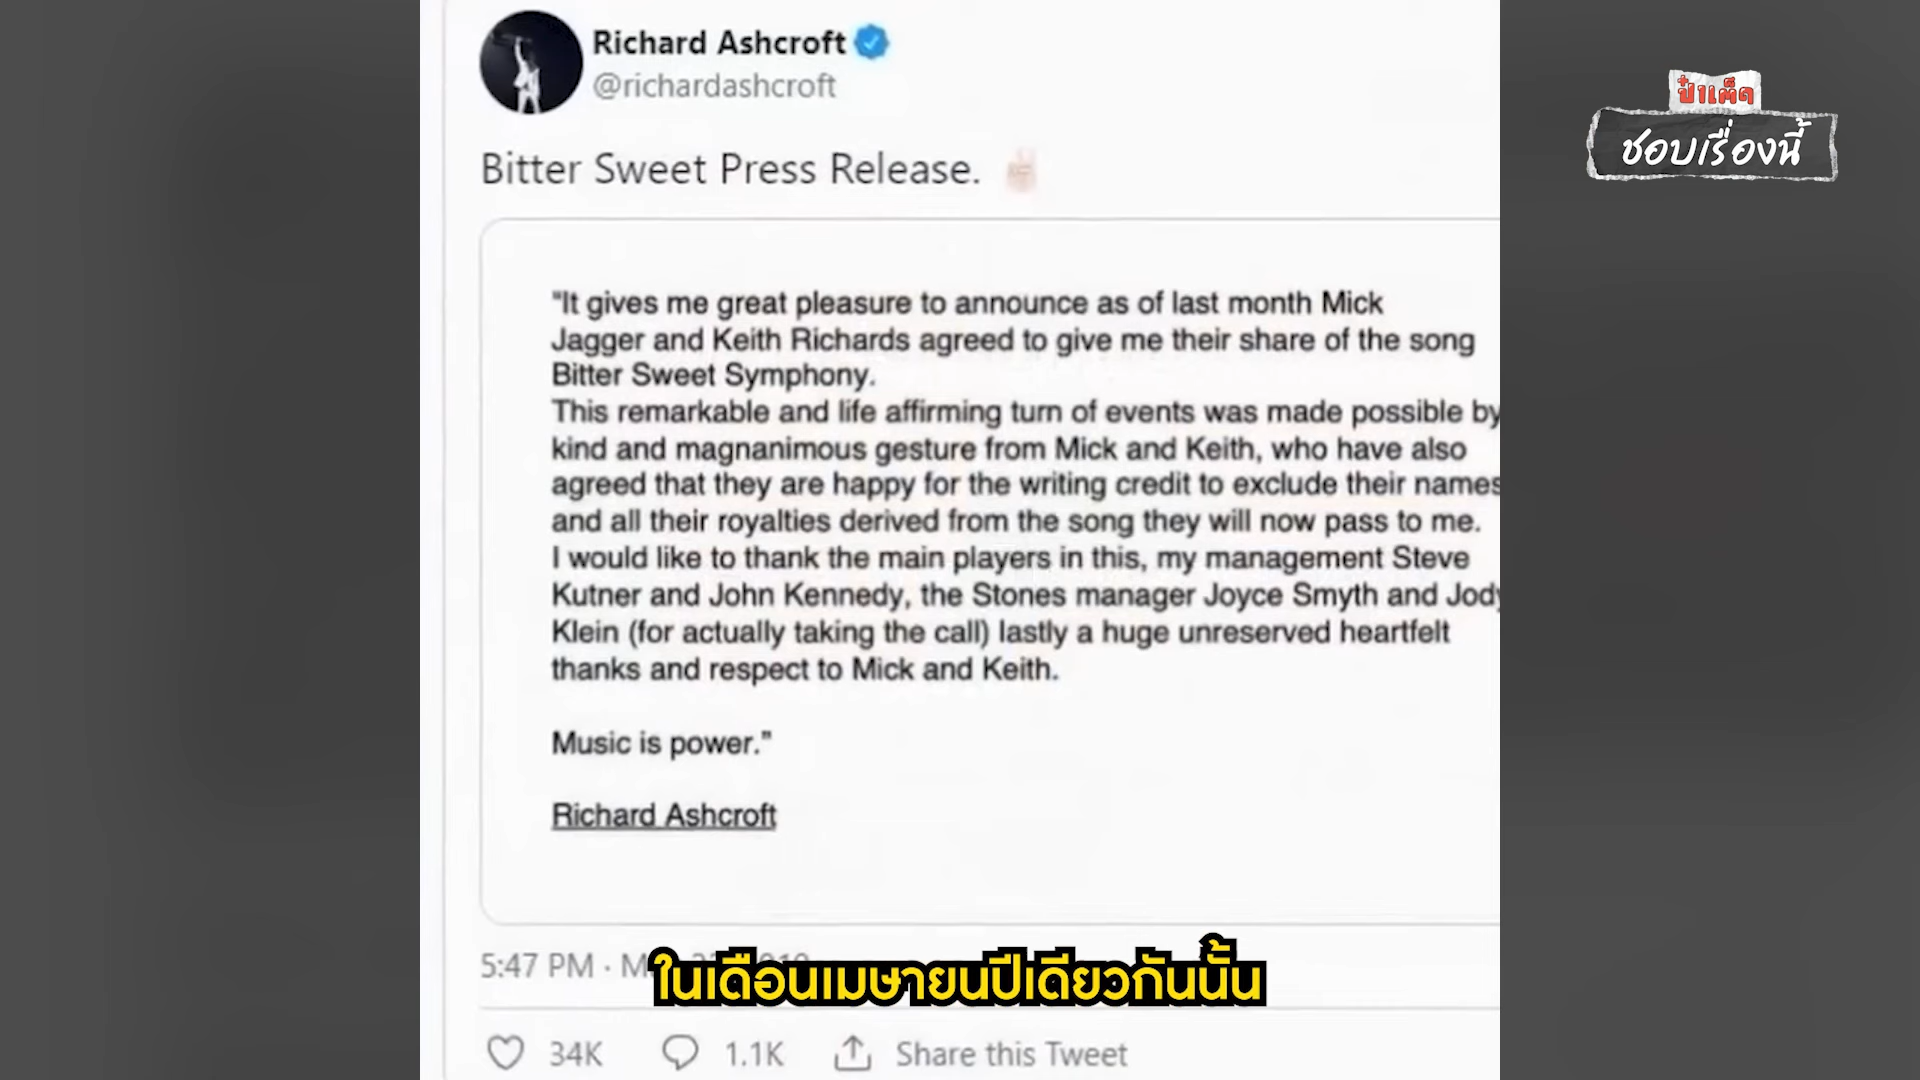 Richard Ashcroft
@richardashcroft
ป๋าเต็ด
ชอบเรื่องนี้
Bitter Sweet Press Release. ✌🏻
"It gives me great pleasure to announce as of last month Mick
Jagger and Keith Richards agreed to give me their share of the song
Bitter Sweet Symphony.
This remarkable and life affirming turn of events was made possible by
kind and magnanimous gesture from Mick and Keith, who have also
agreed that they are happy for the writing credit to exclude their names
and all their royalties derived from the song they will now pass to me.
I would like to thank the main players in this, my management Steve
Kutner and John Kennedy, the Stones manager Joyce Smyth and Jody
Klein (for actually taking the call) lastly a huge unreserved heartfelt
thanks and respect to Mick and Keith.
Music is power."
Richard Ashcroft
5:47 PM ·
ในเดือนเมษายนปีเดียวกันนั้น
34K 1.1K Share this Tweet